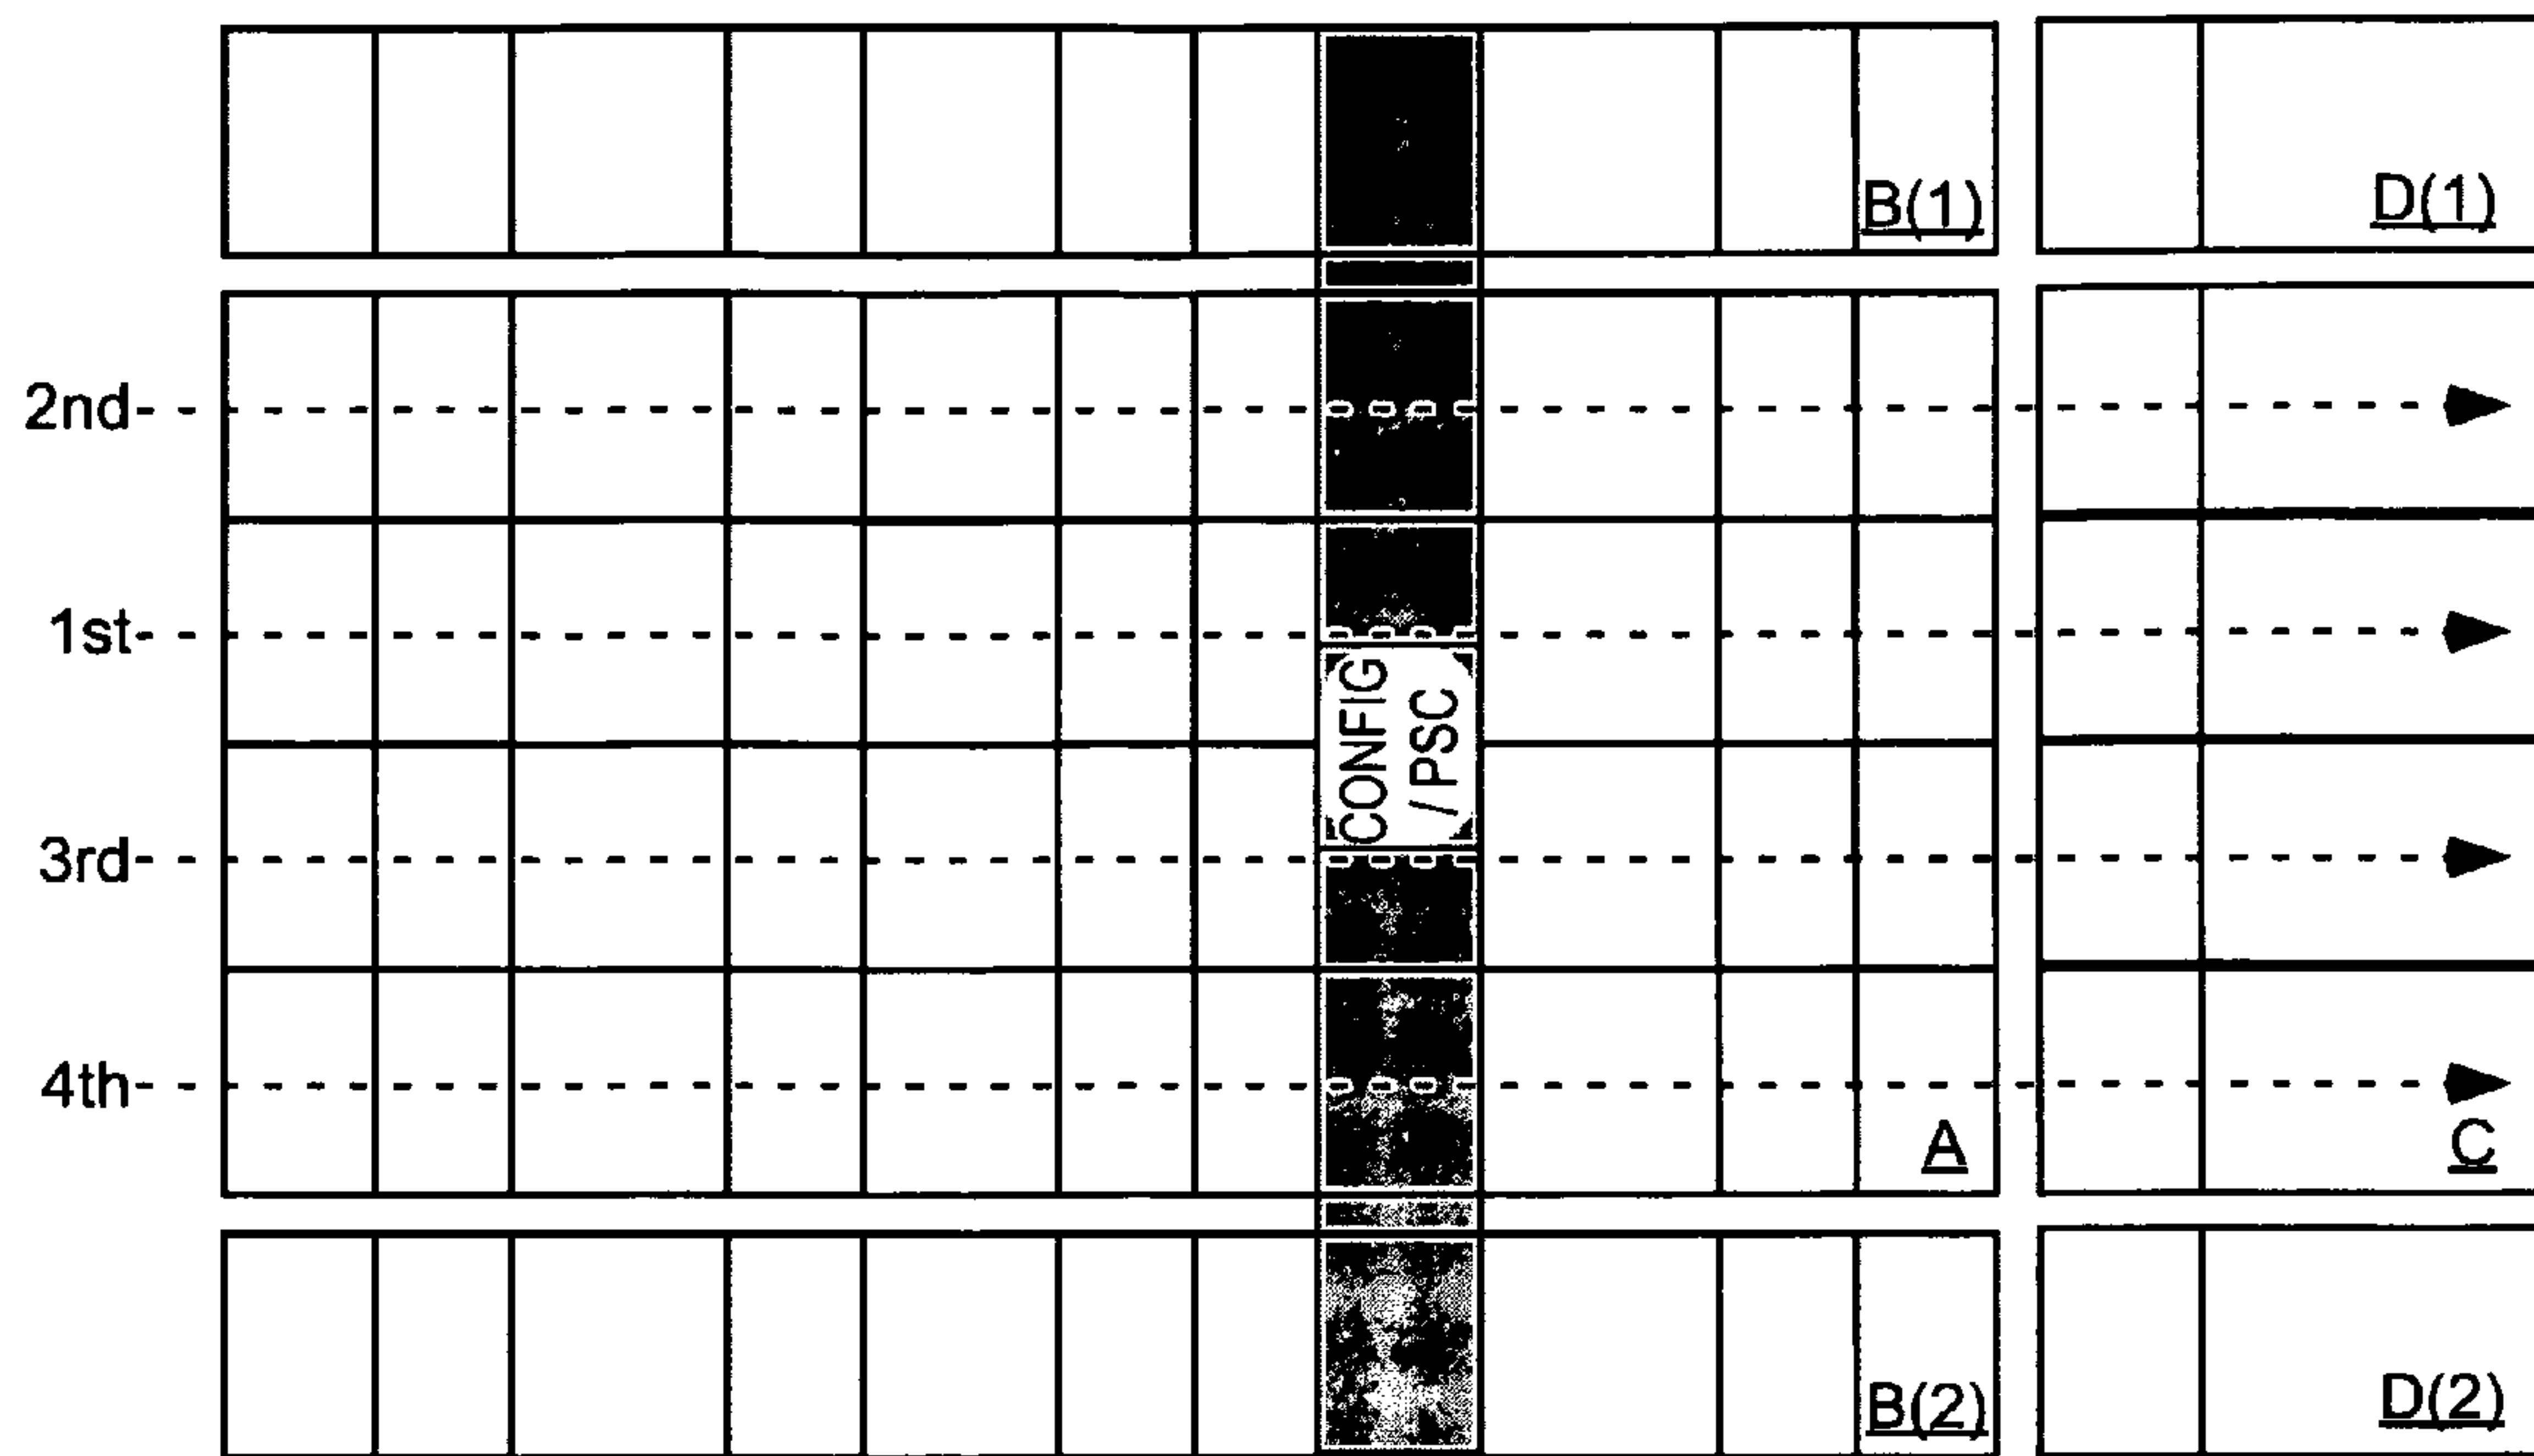 B(1)
D(1)
2nd
1st
CONFIG
/ PSC
3rd
4th
A
C
B(2)
D(2)